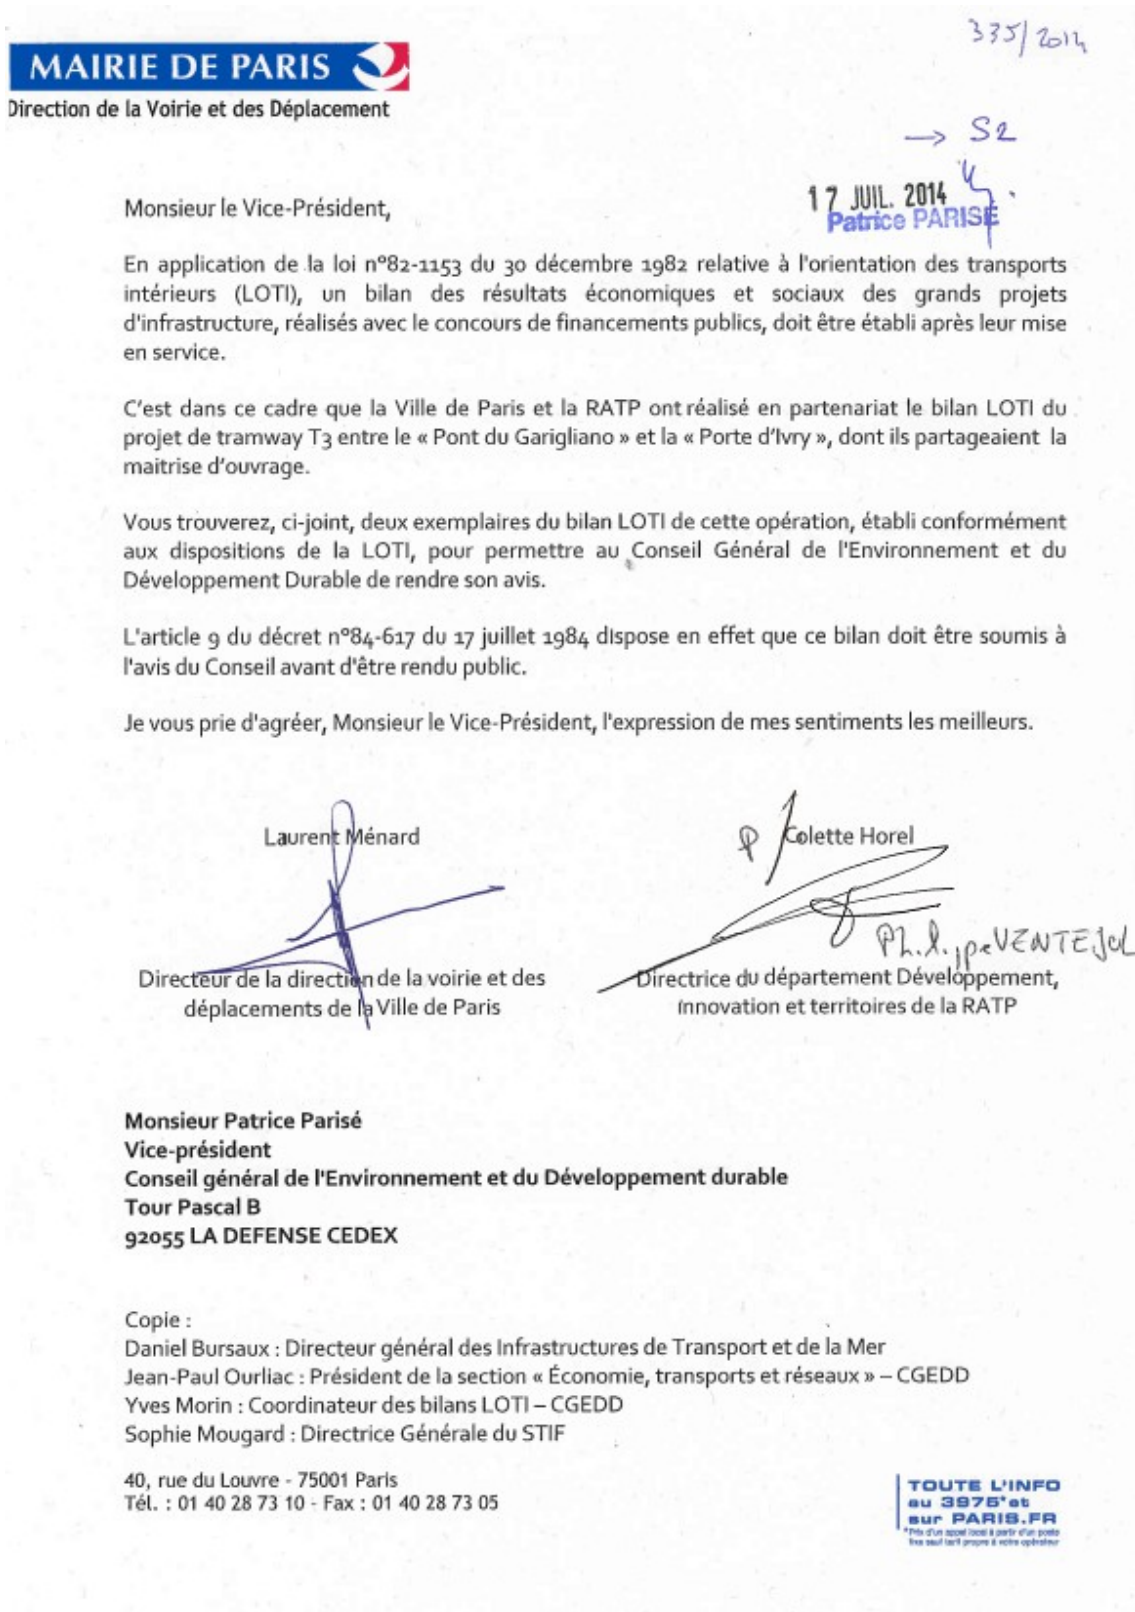 335/2014
MAIRIE DE PARIS
Direction de la Voirie et des Déplacement
→ S2
17 JUIL. 2014
Patrice PARISE
Monsieur le Vice-Président,
En application de la loi n°82-1153 du 30 décembre 1982 relative à l'orientation des transports
intérieurs (LOTI), un bilan des résultats économiques et sociaux des grands projets
d'infrastructure, réalisés avec le concours de financements publics, doit être établi après leur mise
en service.
C'est dans ce cadre que la Ville de Paris et la RATP ont réalisé en partenariat le bilan LOTI du
projet de tramway T3 entre le « Pont du Garigliano » et la « Porte d'Ivry », dont ils partageaient la
maitrise d'ouvrage.
Vous trouverez, ci-joint, deux exemplaires du bilan LOTI de cette opération, établi conformément
aux dispositions de la LOTI, pour permettre au Conseil Général de l'Environnement et du
Développement Durable de rendre son avis.
L'article 9 du décret n°84-617 du 17 juillet 1984 dispose en effet que ce bilan doit être soumis à
l'avis du Conseil avant d'être rendu public.
Je vous prie d'agréer, Monsieur le Vice-Président, l'expression de mes sentiments les meilleurs.
Laurent Ménard
P/ Colette Horel
Philippe VENTEJOL
Directeur de la direction de la voirie et des
déplacements de la Ville de Paris
Directrice du département Développement,
Innovation et territoires de la RATP
Monsieur Patrice Parisé
Vice-président
Conseil général de l'Environnement et du Développement durable
Tour Pascal B
92055 LA DEFENSE CEDEX
Copie :
Daniel Bursaux : Directeur général des Infrastructures de Transport et de la Mer
Jean-Paul Ourliac : Président de la section « Économie, transports et réseaux » – CGEDD
Yves Morin : Coordinateur des bilans LOTI – CGEDD
Sophie Mougard : Directrice Générale du STIF
40, rue du Louvre - 75001 Paris
Tél. : 01 40 28 73 10 - Fax : 01 40 28 73 05
TOUTE L'INFO
au 3975* et
sur PARIS.FR
*Prix d'un appel local à partir d'un poste
fixe sauf tarif propre à votre opérateur